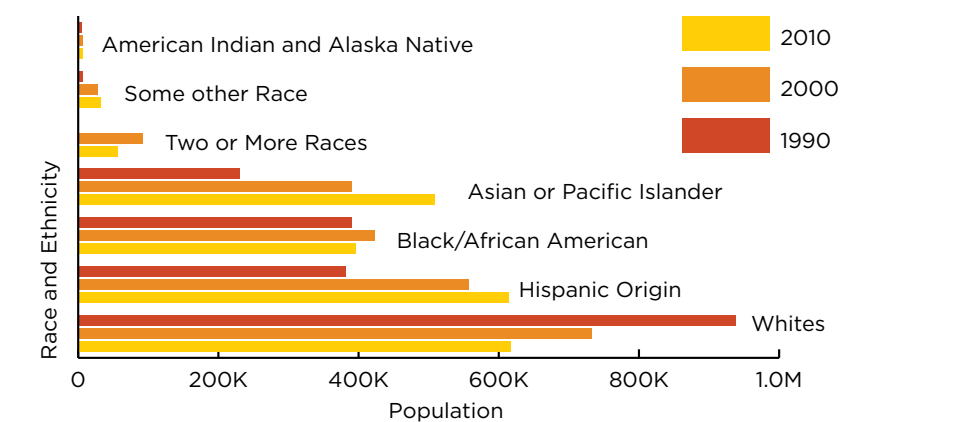 American Indian and Alaska Native
Some other Race
Two or More Races
Asian or Pacific Islander
Black/African American
Hispanic Origin
Whites
2010
2000
1990
Race and Ethnicity
0 200K 400K 600K 800K 1.0M
Population